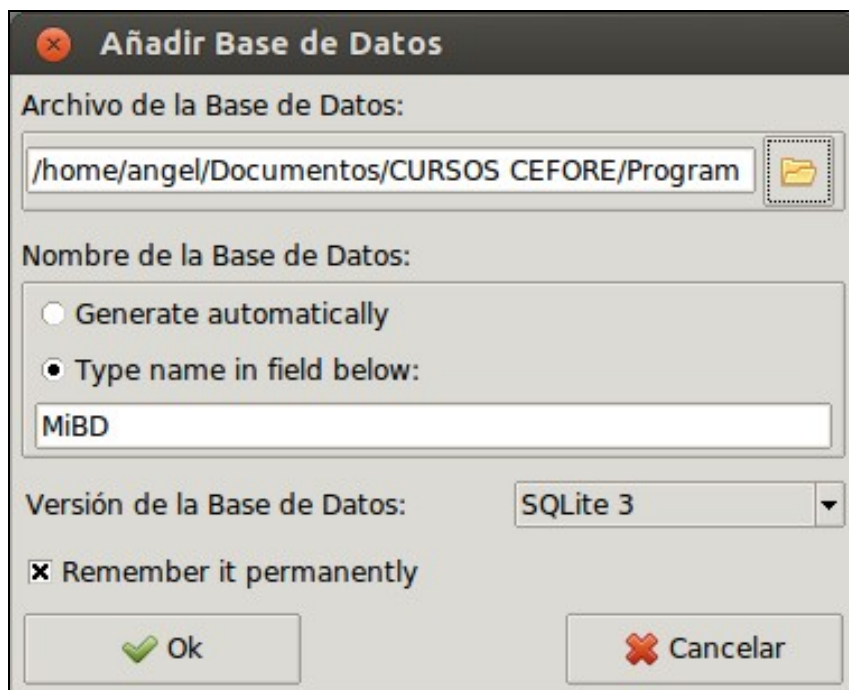 Añadir Base de Datos
Archivo de la Base de Datos:
/home/angel/Documentos/CURSOS CEFORE/Program
Nombre de la Base de Datos:
Generate automatically
Type name in field below:
MiBD
Versión de la Base de Datos: SQLite 3
Remember it permanently
Ok Cancelar